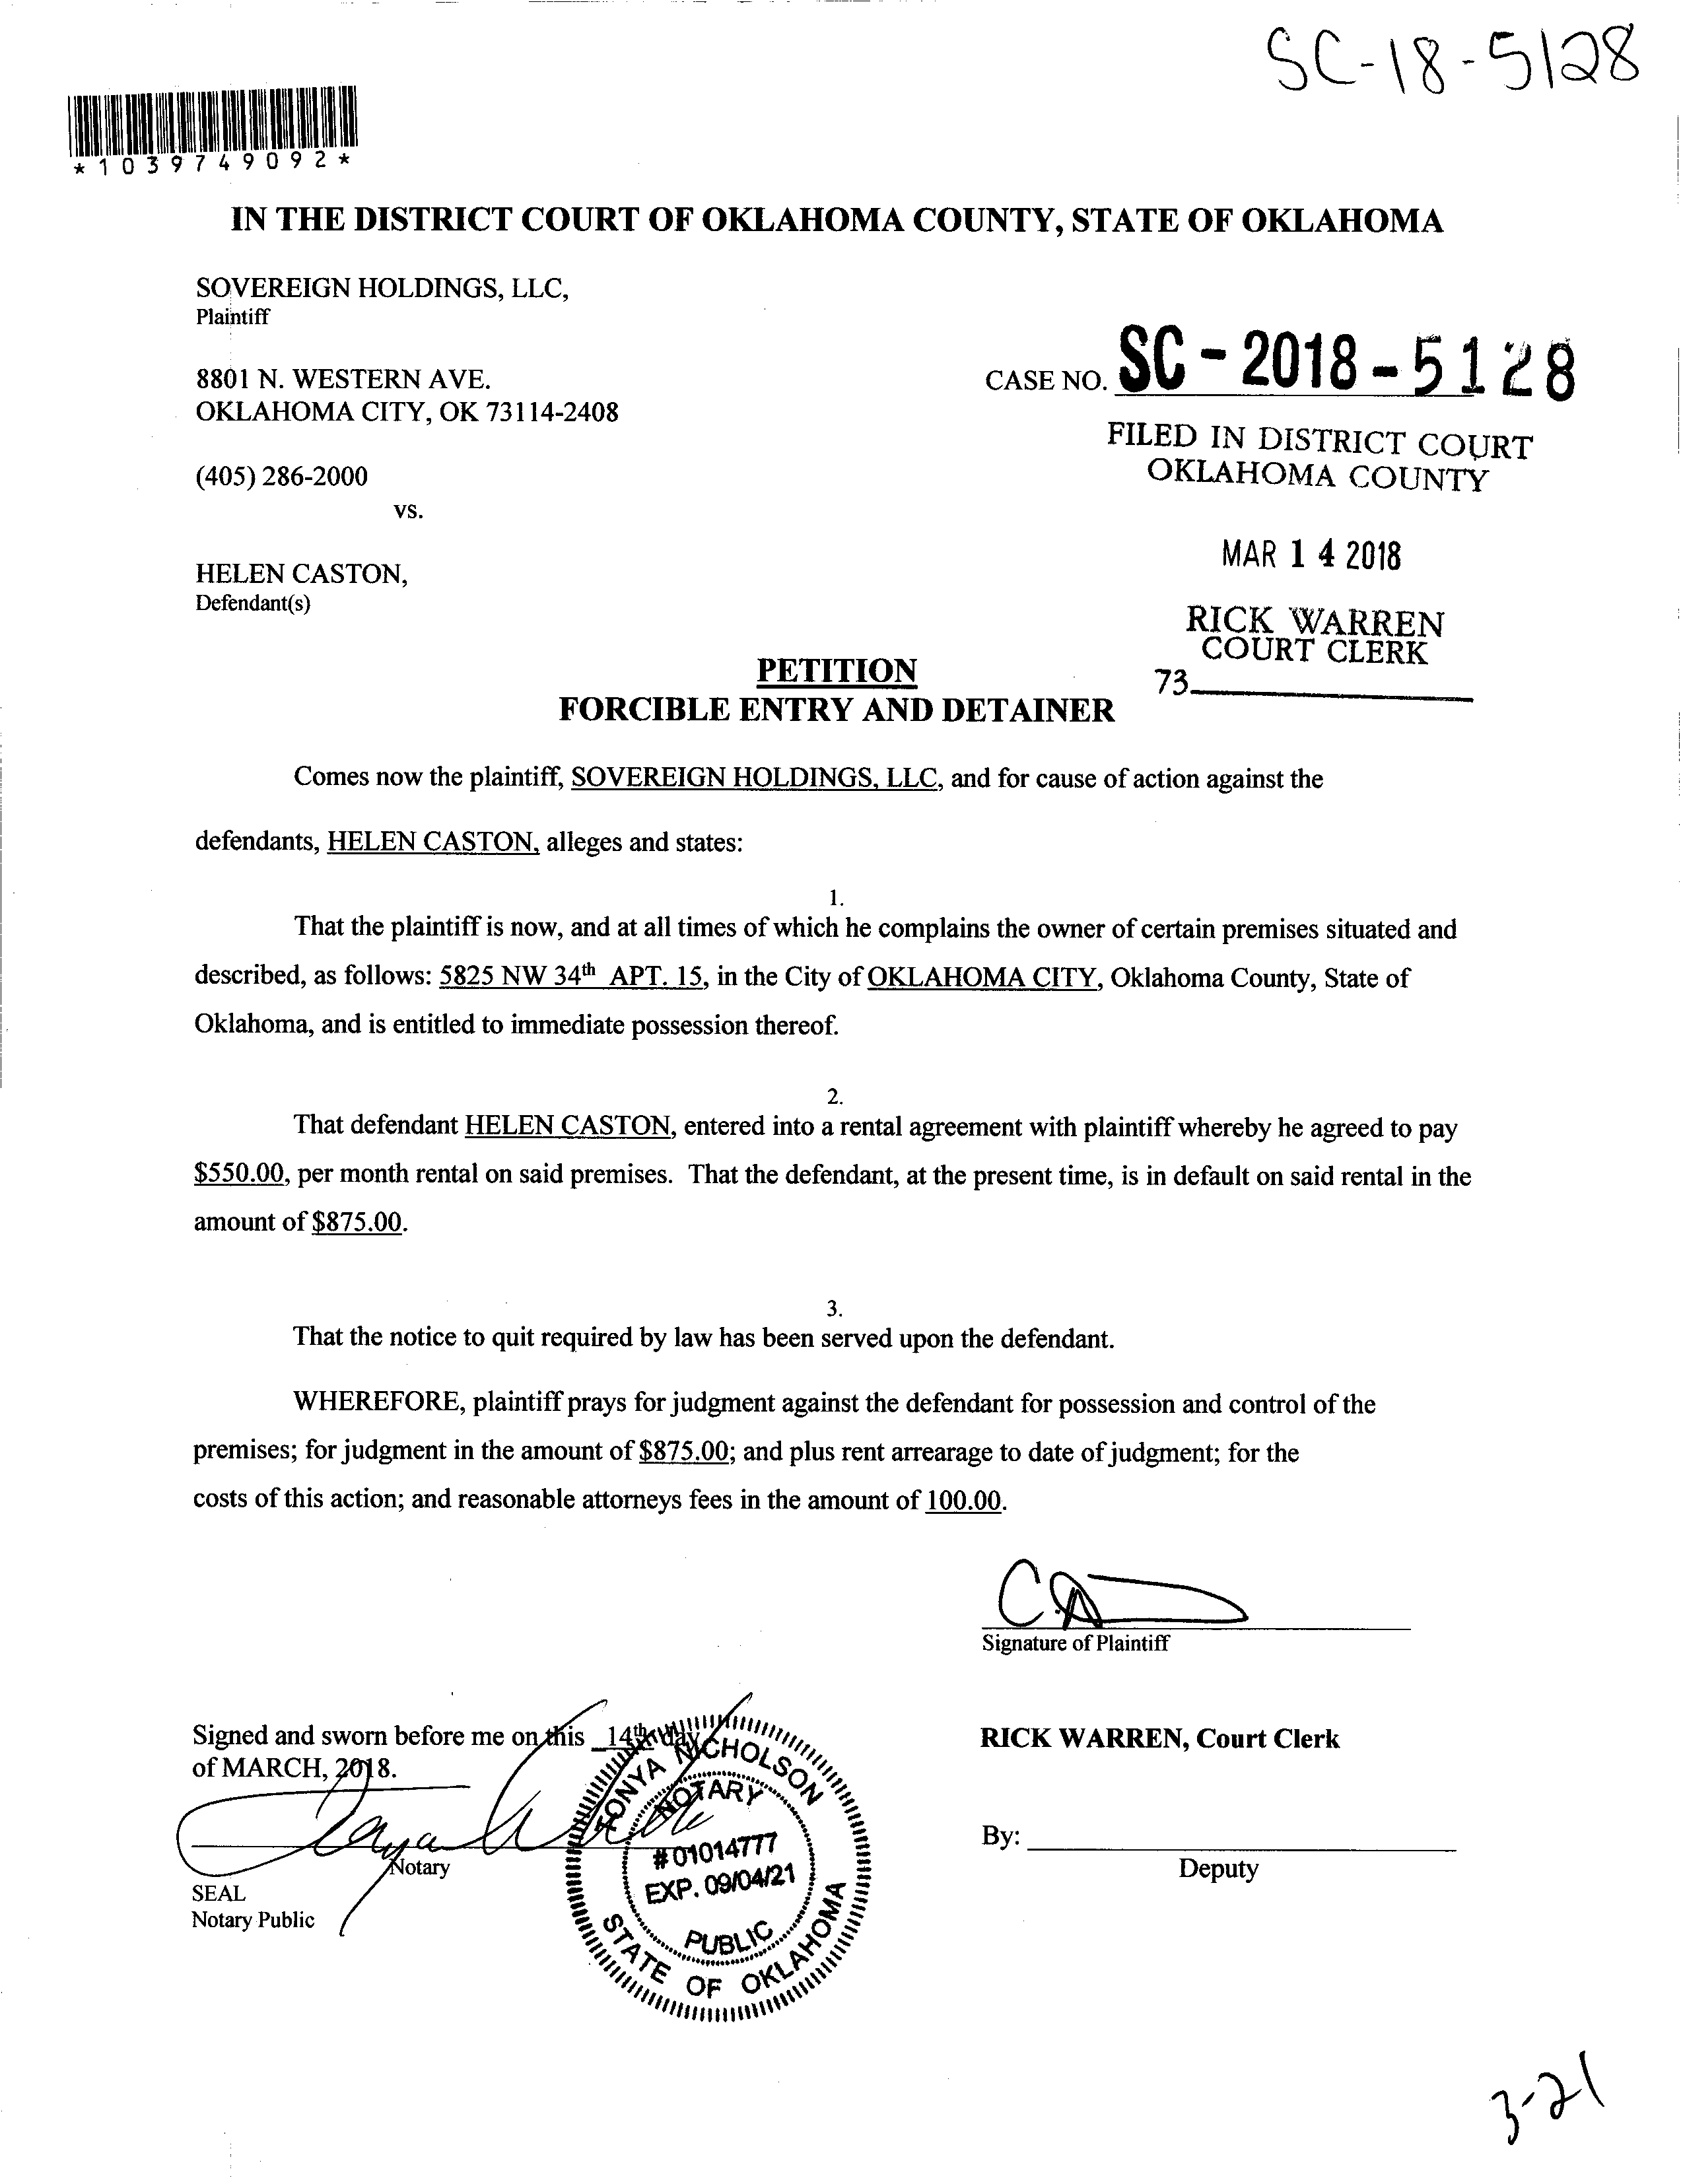 SC-18-5128
*1039749092*
IN THE DISTRICT COURT OF OKLAHOMA COUNTY, STATE OF OKLAHOMA
SOVEREIGN HOLDINGS, LLC,
Plaintiff
8801 N. WESTERN AVE.
OKLAHOMA CITY, OK 73114-2408
CASE NO. SC-2018-5128
FILED IN DISTRICT COURT
OKLAHOMA COUNTY
(405) 286-2000
vs.
MAR 14 2018
HELEN CASTON,
Defendant(s)
RICK WARREN
COURT CLERK
73
PETITION
FORCIBLE ENTRY AND DETAINER
Comes now the plaintiff, SOVEREIGN HOLDINGS, LLC, and for cause of action against the
defendants, HELEN CASTON, alleges and states:
1.
That the plaintiff is now, and at all times of which he complains the owner of certain premises situated and
described, as follows: 5825 NW 34th APT. 15, in the City of OKLAHOMA CITY, Oklahoma County, State of
Oklahoma, and is entitled to immediate possession thereof.
2.
That defendant HELEN CASTON, entered into a rental agreement with plaintiff whereby he agreed to pay
$550.00, per month rental on said premises. That the defendant, at the present time, is in default on said rental in the
amount of $875.00.
3.
That the notice to quit required by law has been served upon the defendant.
WHEREFORE, plaintiff prays for judgment against the defendant for possession and control of the
premises; for judgment in the amount of $875.00; and plus rent arrearage to date of judgment; for the
costs of this action; and reasonable attorneys fees in the amount of 100.00.
Signature of Plaintiff
Signed and sworn before me on this 14th day
of MARCH, 2018.
RICK WARREN, Court Clerk
TONYA NICHOLSON
NOTARY
#01014777
EXP. 09/04/21
PUBLIC
STATE OF OKLAHOMA
Notary
SEAL
Notary Public
By:
Deputy
3-21